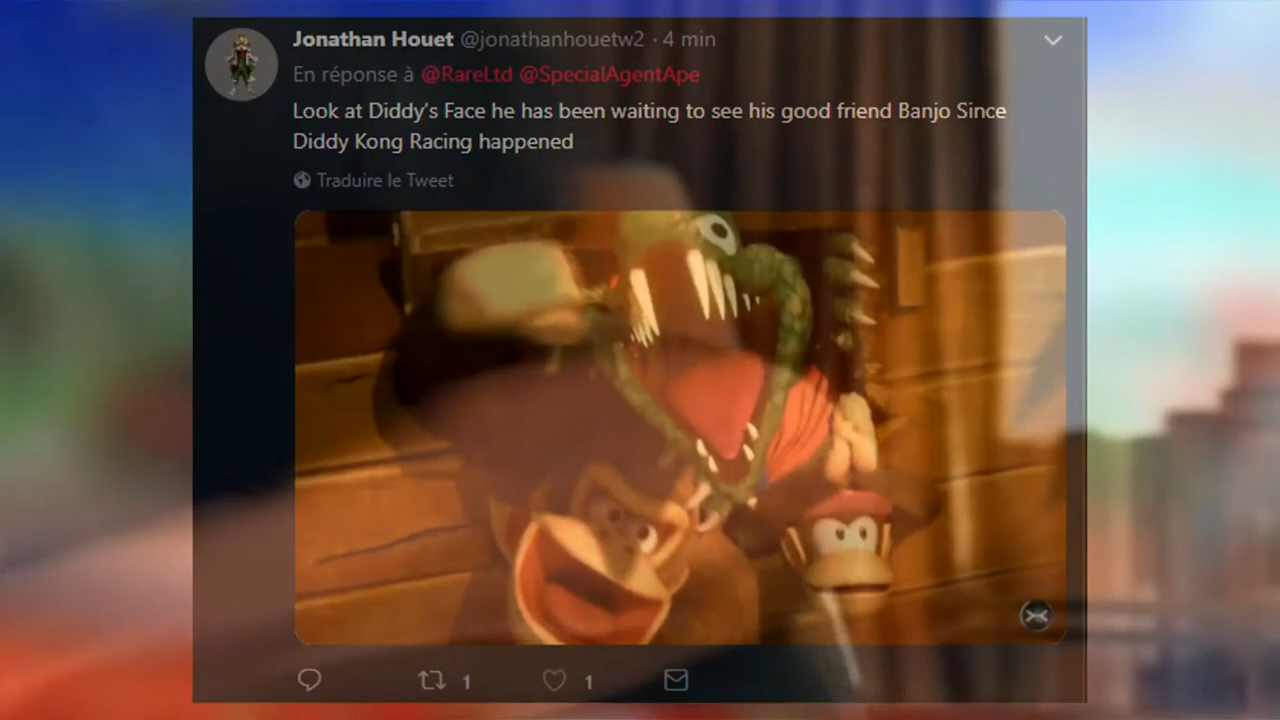 Jonathan Houet @jonathanhouetw2 · 4 min
En réponse à @RareLtd @SpecialAgentApe
Look at Diddy's Face he has been waiting to see his good friend Banjo Since
Diddy Kong Racing happened
Traduire le Tweet
1 1